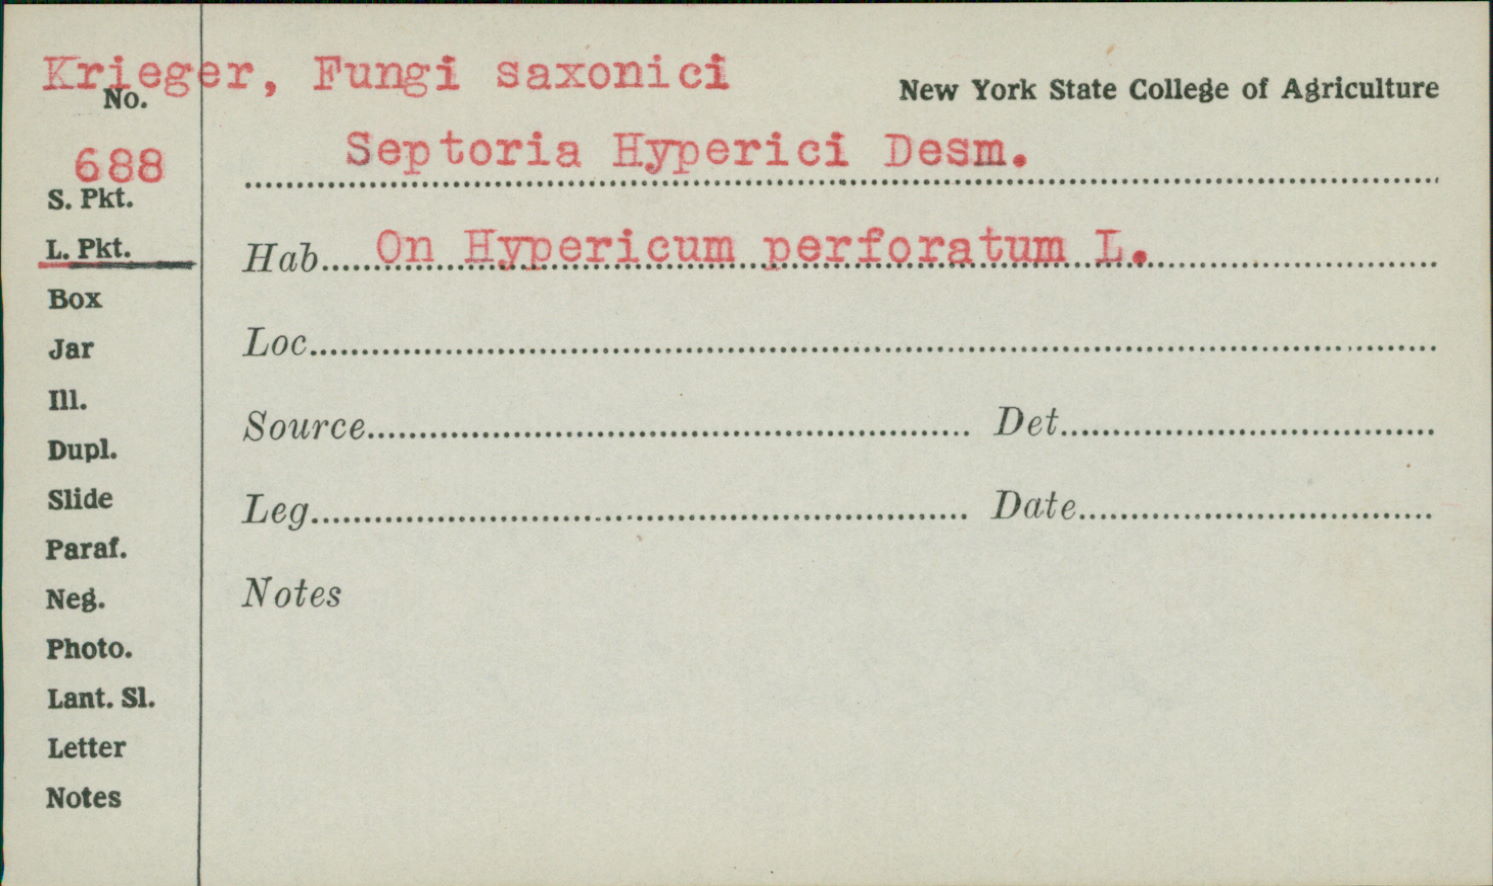 Krieger, Fungi saxonici
No.
New York State College of Agriculture
688
Septoria Hyperici Desm.
S. Pkt.
L. Pkt.
Hab. On Hypericum perforatum L.
Box
Jar
Loc.
Ill.
Source
Det.
Dupl.
Slide
Leg.
Date
Paraf.
Neg.
Notes
Photo.
Lant. Sl.
Letter
Notes